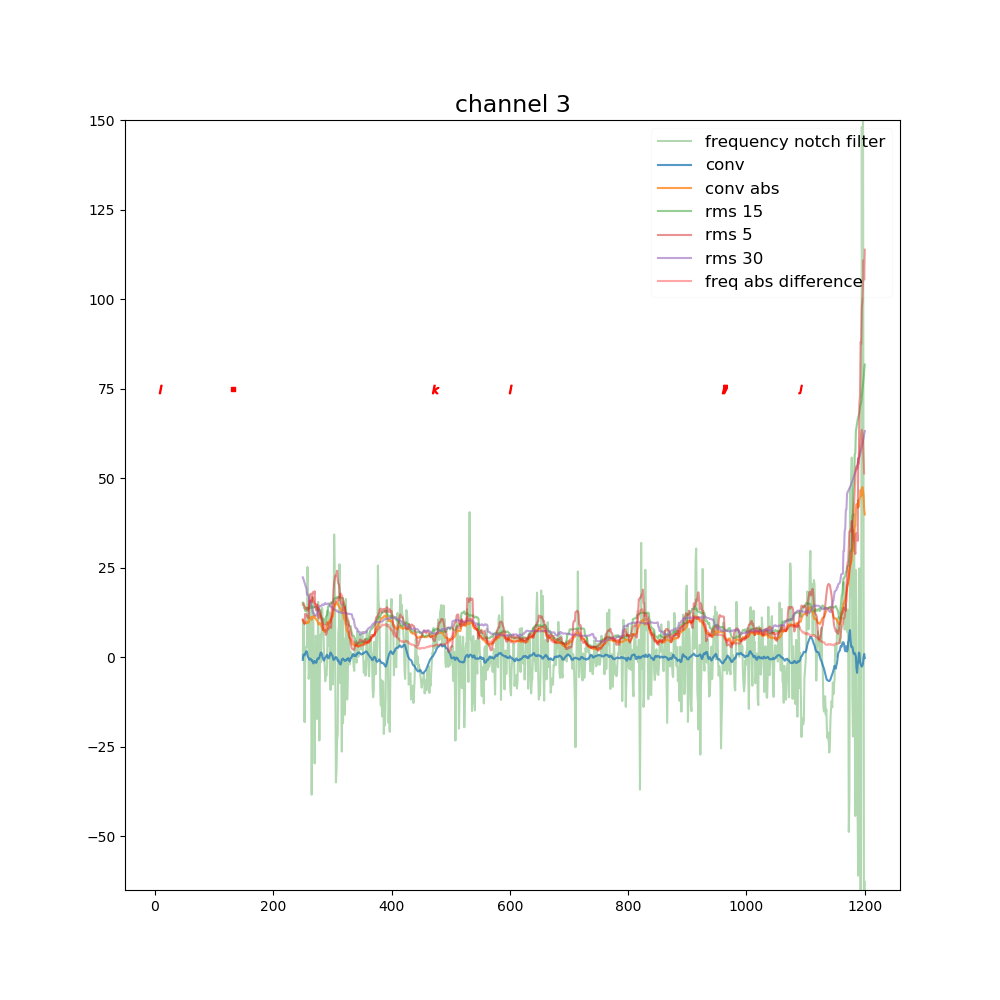 channel 3
150
125
100
75
50
25
0
−25
−50
0
200
400
600
800
1000
1200
frequency notch filter
conv
conv abs
rms 15
rms 5
rms 30
freq abs difference
k